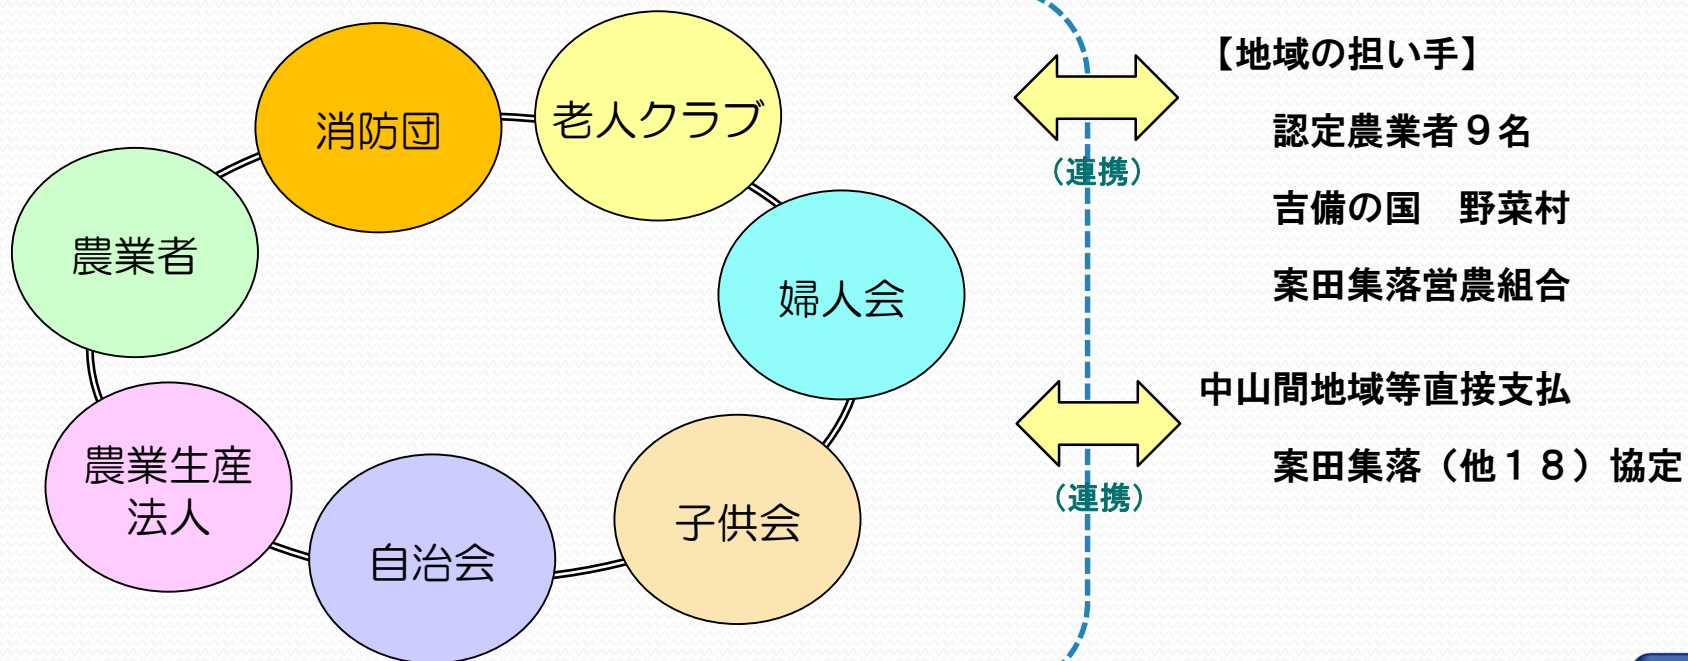 消防団
老人クラブ
農業者
婦人会
農業生産
法人
子供会
自治会
(連携)
(連携)
【地域の担い手】
認定農業者９名
吉備の国　野菜村
案田集落営農組合
中山間地域等直接支払
案田集落（他１８）協定